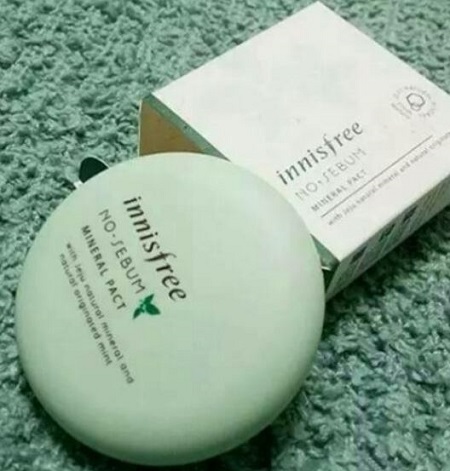 innisfree
NO·SEBUM
MINERAL PACT
with Jeju natural mineral and natural originated
innisfree
NO-SEBUM
MINERAL PACT
with Jeju natural mineral and
natural originated mint